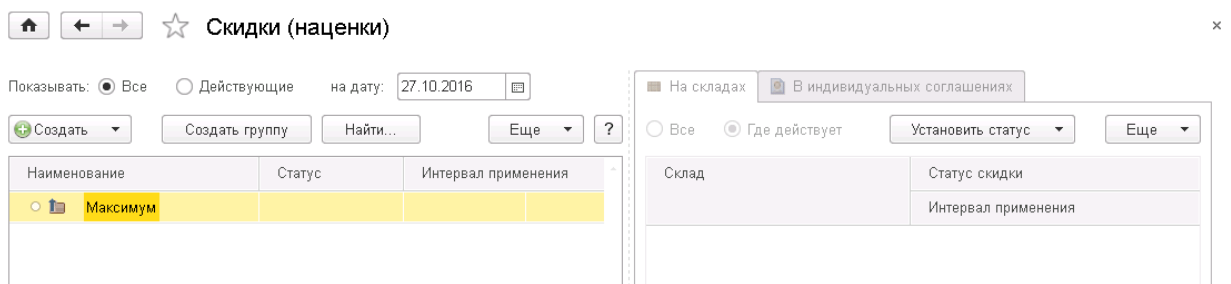 Скидки (наценки)
Показывать: Все Действующие на дату: 27.10.2016
Создать Создать группу Найти... Еще ?
Наименование Статус Интервал применения
Максимум
На складах В индивидуальных соглашениях
Все Где действует Установить статус Еще
Склад Статус скидки
Интервал применения